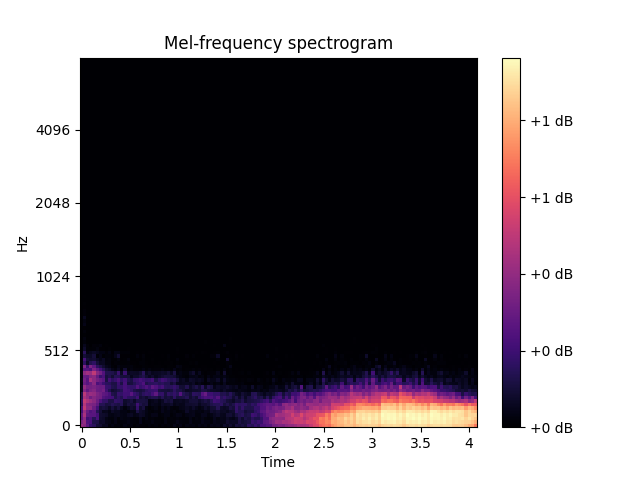 Mel-frequency spectrogram
Hz
4096
2048
1024
512
0
0
0.5
1
1.5
2
2.5
3
3.5
4
Time
+1 dB
+1 dB
+0 dB
+0 dB
+0 dB